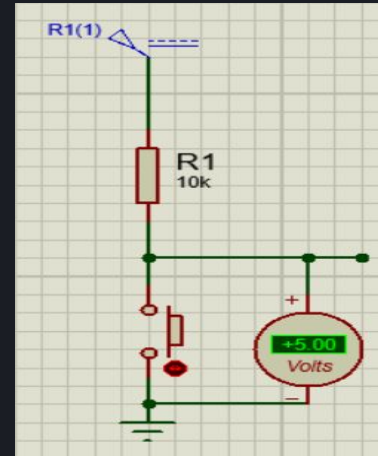 R1(1)
R1
10k
+
+5.00
Volts
−